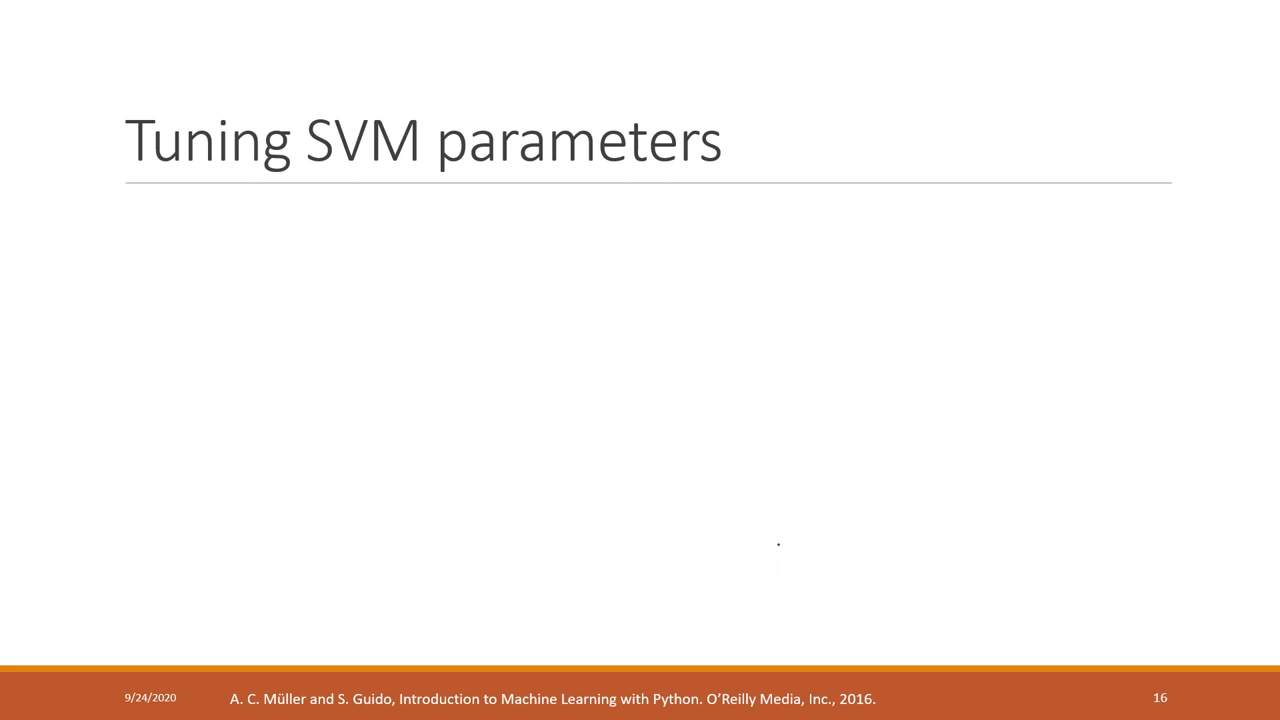 Tuning SVM parameters
9/24/2020
A. C. Müller and S. Guido, Introduction to Machine Learning with Python. O’Reilly Media, Inc., 2016.
16